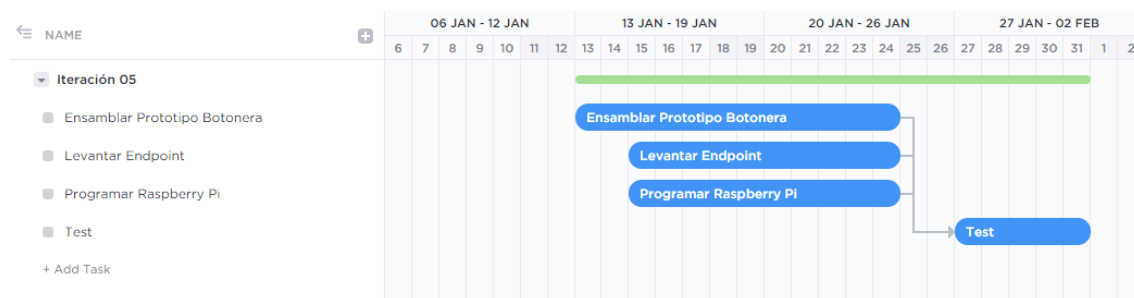 NAME
06 JAN - 12 JAN 13 JAN - 19 JAN 20 JAN - 26 JAN 27 JAN - 02 FEB
6 7 8 9 10 11 12 13 14 15 16 17 18 19 20 21 22 23 24 25 26 27 28 29 30 31 1 2
Iteración 05
Ensamblar Prototipo Botonera Ensamblar Prototipo Botonera
Levantar Endpoint Levantar Endpoint
Programar Raspberry Pi Programar Raspberry Pi
Test Test
+ Add Task